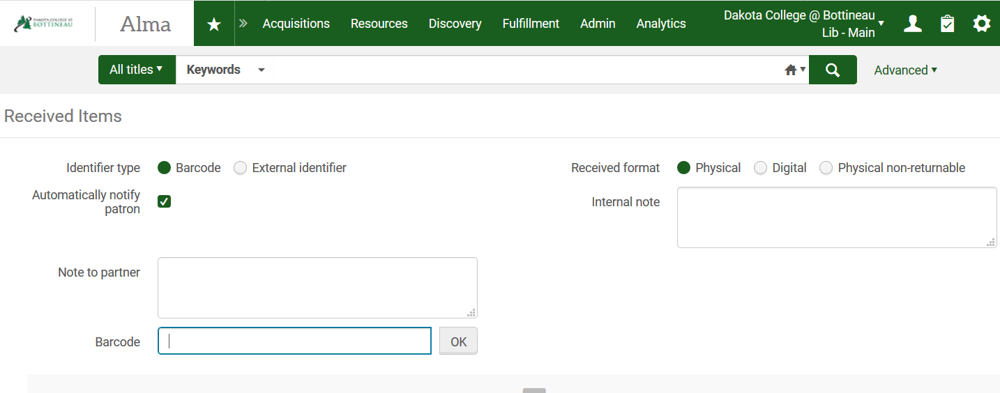 DAKOTA COLLEGE AT
BOTTINEAU
Alma
Acquisitions Resources Discovery Fulfillment Admin Analytics
Dakota College @ Bottineau
Lib - Main
All titles Keywords Advanced
Received Items
Identifier type Barcode External identifier
Received format Physical Digital Physical non-returnable
Automatically notify
patron
Internal note
Note to partner
Barcode OK